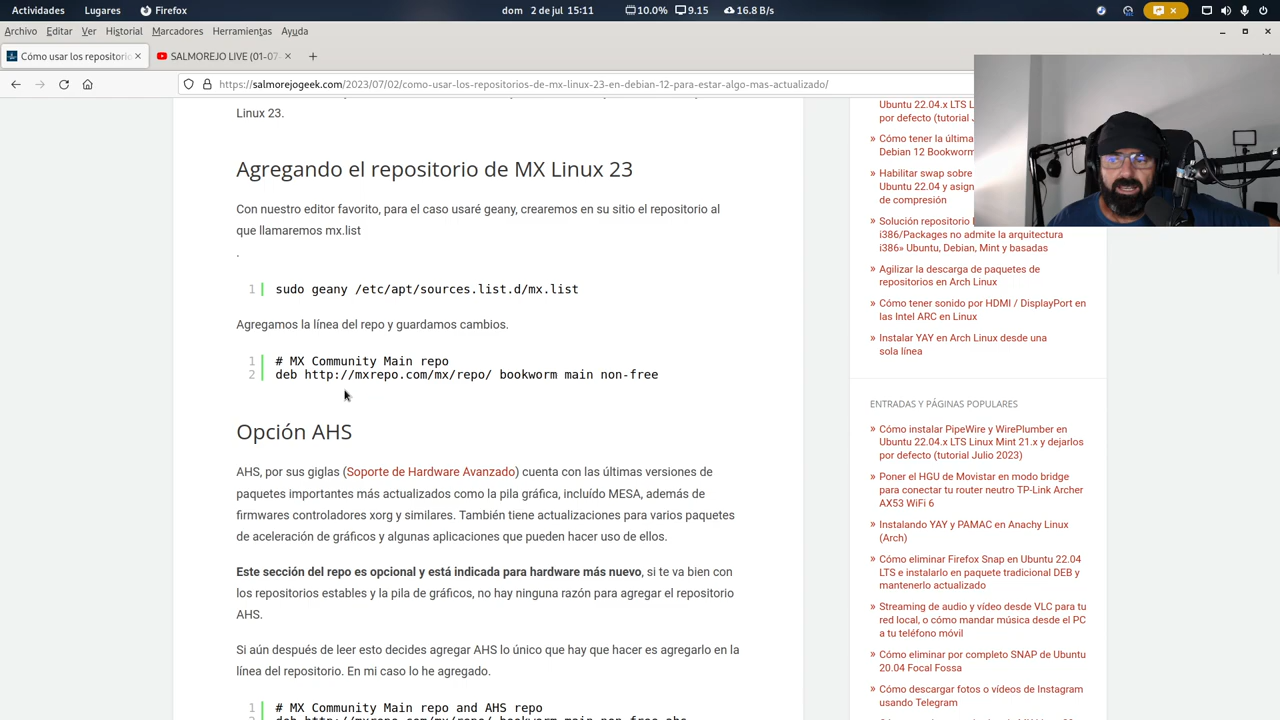 Actividades Lugares Firefox dom 2 de jul 15:11 10.0% 9.15 16.8 B/s
Archivo Editar Ver Historial Marcadores Herramientas Ayuda
Cómo usar los repositorio SALMOREJO LIVE (01-07-
https://salmorejogeek.com/2023/07/02/como-usar-los-repositorios-de-mx-linux-23-en-debian-12-para-estar-algo-mas-actualizado/
Linux 23.
Agregando el repositorio de MX Linux 23
Con nuestro editor favorito, para el caso usaré geany, crearemos en su sitio el repositorio al
que llamaremos mx.list
.
1 sudo geany /etc/apt/sources.list.d/mx.list
Agregamos la línea del repo y guardamos cambios.
1 # MX Community Main repo
2 deb http://mxrepo.com/mx/repo/ bookworm main non-free
Opción AHS
AHS, por sus giglas (Soporte de Hardware Avanzado) cuenta con las últimas versiones de
paquetes importantes más actualizados como la pila gráfica, incluído MESA, además de
firmwares controladores xorg y similares. También tiene actualizaciones para varios paquetes
de aceleración de gráficos y algunas aplicaciones que pueden hacer uso de ellos.
Este sección del repo es opcional y está indicada para hardware más nuevo, si te va bien con
los repositorios estables y la pila de gráficos, no hay ninguna razón para agregar el repositorio
AHS.
Si aún después de leer esto decides agregar AHS lo único que hay que hacer es agregarlo en la
línea del repositorio. En mi caso lo he agregado.
1 # MX Community Main repo and AHS repo
2 deb http://mxrepo.com/mx/repo/ bookworm main non-free ahs
Ubuntu 22.04.x LTS L
por defecto (tutorial J
» Cómo tener la última
Debian 12 Bookworm
» Habilitar swap sobre
Ubuntu 22.04 y asign
de compresión
» Solución repositorio
i386/Packages no admite la arquitectura
i386» Ubuntu, Debian, Mint y basadas
» Agilizar la descarga de paquetes de
repositorios en Arch Linux
» Cómo tener sonido por HDMI / DisplayPort en
las Intel ARC en Linux
» Instalar YAY en Arch Linux desde una
sola línea
ENTRADAS Y PÁGINAS POPULARES
» Cómo instalar PipeWire y WirePlumber en
Ubuntu 22.04.x LTS Linux Mint 21.x y dejarlos
por defecto (tutorial Julio 2023)
» Poner el HGU de Movistar en modo bridge
para conectar tu router neutro TP-Link Archer
AX53 WiFi 6
» Instalando YAY y PAMAC en Anachy Linux
(Arch)
» Cómo eliminar Firefox Snap en Ubuntu 22.04
LTS e instalarlo en paquete tradicional DEB y
mantenerlo actualizado
» Streaming de audio y vídeo desde VLC para tu
red local, o cómo mandar música desde el PC
a tu teléfono móvil
» Cómo eliminar por completo SNAP de Ubuntu
20.04 Focal Fossa
» Cómo descargar fotos o vídeos de Instagram
usando Telegram